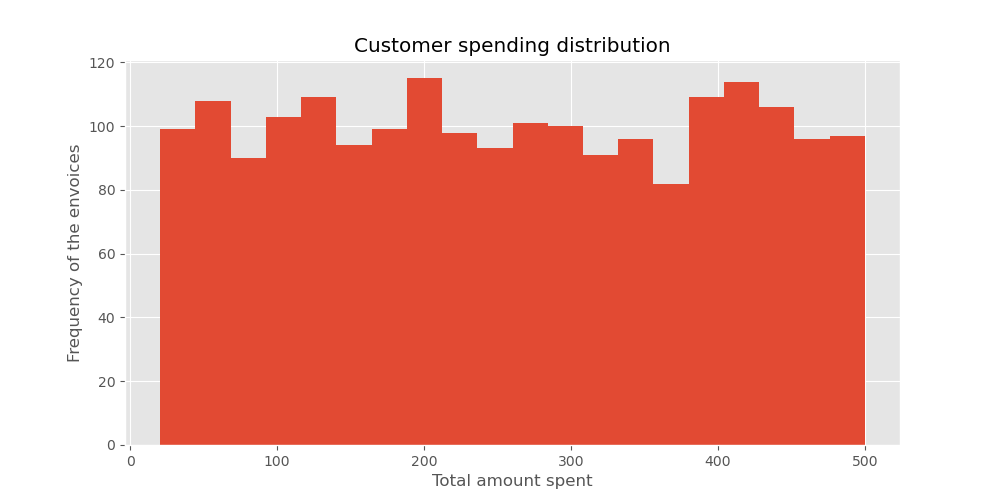 Customer spending distribution
120
100
80
60
40
20
0
Frequency of the envoices
0 100 200 300 400 500
Total amount spent